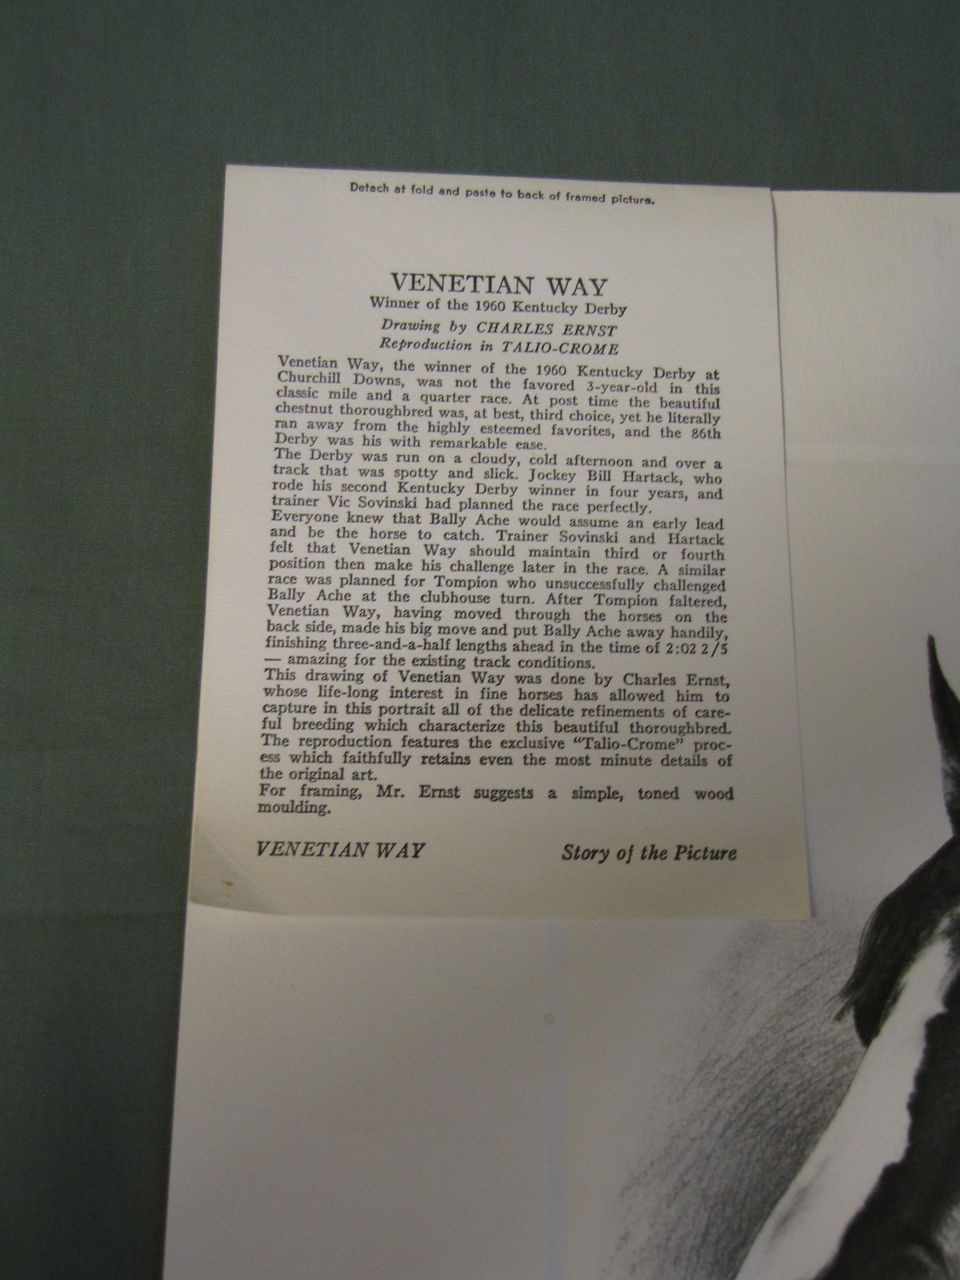 Detach at fold and paste to back of framed picture.
VENETIAN WAY
Winner of the 1960 Kentucky Derby
Drawing by CHARLES ERNST
Reproduction in TALIO-CROME
Venetian Way, the winner of the 1960 Kentucky Derby at
Churchill Downs, was not the favored 3-year-old in this
classic mile and a quarter race. At post time the beautiful
chestnut thoroughbred was, at best, third choice, yet he literally
ran away from the highly esteemed favorites, and the 86th
Derby was his with remarkable ease.
The Derby was run on a cloudy, cold afternoon and over a
track that was spotty and slick. Jockey Bill Hartack, who
rode his second Kentucky Derby winner in four years, and
trainer Vic Sovinski had planned the race perfectly.
Everyone knew that Bally Ache would assume an early lead
and be the horse to catch. Trainer Sovinski and Hartack
felt that Venetian Way should maintain third or fourth
position then make his challenge later in the race. A similar
race was planned for Tompion who unsuccessfully challenged
Bally Ache at the clubhouse turn. After Tompion faltered,
Venetian Way, having moved through the horses on the
back side, made his big move and put Bally Ache away handily,
finishing three-and-a-half lengths ahead in the time of 2:02 2/5
— amazing for the existing track conditions.
This drawing of Venetian Way was done by Charles Ernst,
whose life-long interest in fine horses has allowed him to
capture in this portrait all of the delicate refinements of care-
ful breeding which characterize this beautiful thoroughbred.
The reproduction features the exclusive “Talio-Crome” proc-
ess which faithfully retains even the most minute details of
the original art.
For framing, Mr. Ernst suggests a simple, toned wood
moulding.
VENETIAN WAY Story of the Picture